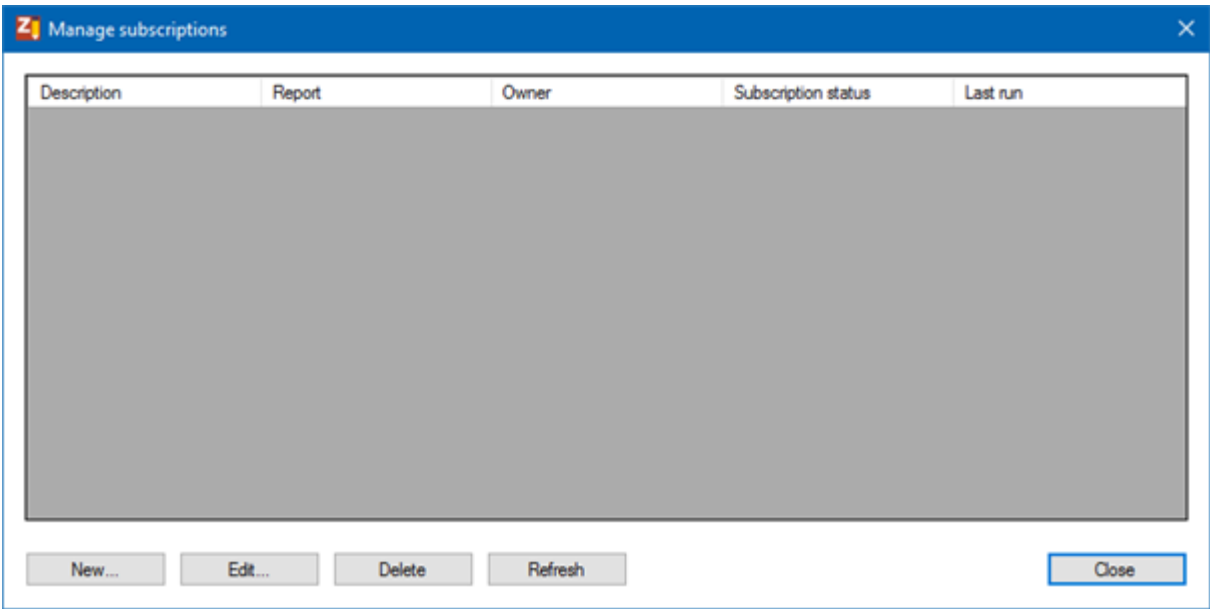 Z Manage subscriptions
Description Report Owner Subscription status Last run
New... Edit... Delete Refresh Close